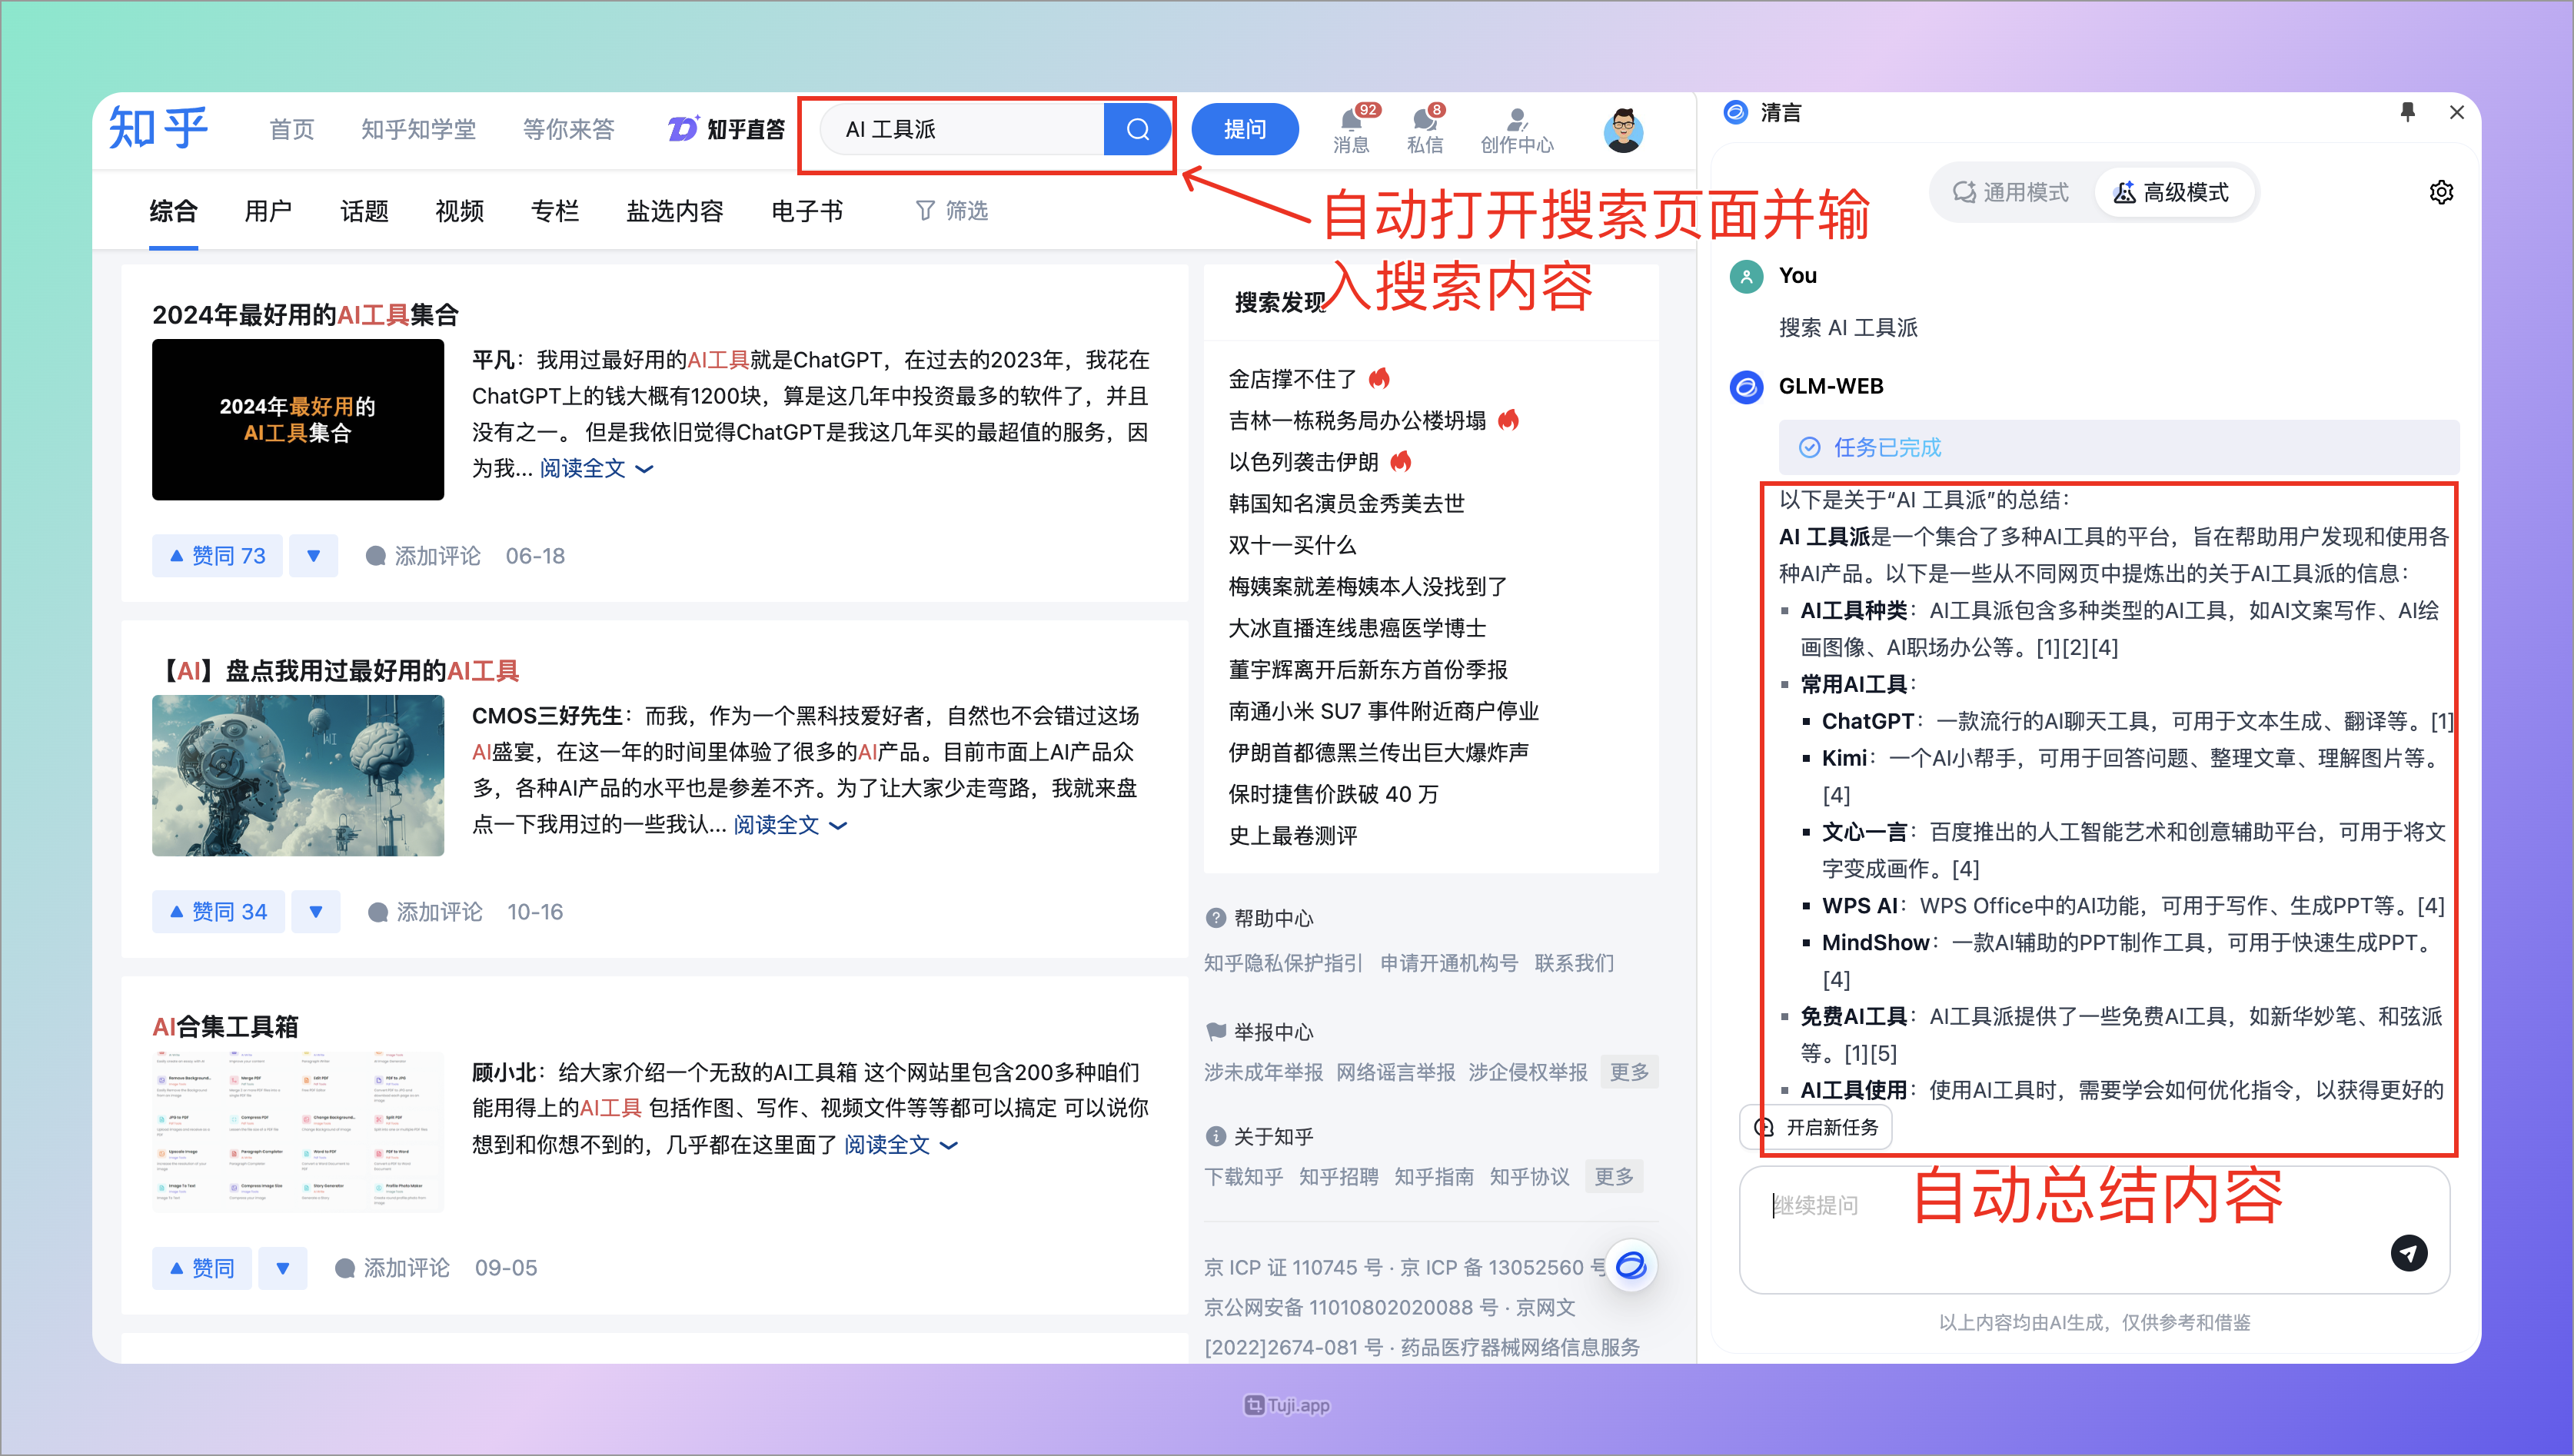 知乎
首页 知乎知学堂 等你来答 知乎直答
AI 工具派
提问
92
消息
8
私信
创作中心
综合 用户 话题 视频 专栏 盐选内容 电子书 筛选
自动打开搜索页面并输
入搜索内容
2024年最好用的AI工具集合
2024年最好用的
AI工具集合
平凡：我用过最好用的AI工具就是ChatGPT，在过去的2023年，我花在
ChatGPT上的钱大概有1200块，算是这几年中投资最多的软件了，并且
没有之一。 但是我依旧觉得ChatGPT是我这几年买的最超值的服务，因
为我... 阅读全文
赞同 73 添加评论 06-18
【AI】盘点我用过最好用的AI工具
CMOS三好先生：而我，作为一个黑科技爱好者，自然也不会错过这场
AI盛宴，在这一年的时间里体验了很多的AI产品。目前市面上AI产品众
多，各种AI产品的水平也是参差不齐。为了让大家少走弯路，我就来盘
点一下我用过的一些我认... 阅读全文
赞同 34 添加评论 10-16
AI合集工具箱
顾小北：给大家介绍一个无敌的AI工具箱 这个网站里包含200多种咱们
能用得上的AI工具 包括作图、写作、视频文件等等都可以搞定 可以说你
想到和你想不到的，几乎都在这里面了 阅读全文
赞同 添加评论 09-05
搜索发现
金店撑不住了
吉林一栋税务局办公楼坍塌
以色列袭击伊朗
韩国知名演员金秀美去世
双十一买什么
梅姨案就差梅姨本人没找到了
大冰直播连线患癌医学博士
董宇辉离开后新东方首份季报
南通小米 SU7 事件附近商户停业
伊朗首都德黑兰传出巨大爆炸声
保时捷售价跌破 40 万
史上最卷测评
帮助中心
知乎隐私保护指引 申请开通机构号 联系我们
举报中心
涉未成年举报 网络谣言举报 涉企侵权举报 更多
关于知乎
下载知乎 知乎招聘 知乎指南 知乎协议 更多
京 ICP 证 110745 号 · 京 ICP 备 13052560 号
京公网安备 11010802020088 号 · 京网文
[2022]2674-081 号 · 药品医疗器械网络信息服务
清言
通用模式 高级模式
You
搜索 AI 工具派
GLM-WEB
任务已完成
以下是关于“AI 工具派”的总结：
AI 工具派是一个集合了多种AI工具的平台，旨在帮助用户发现和使用各
种AI产品。以下是一些从不同网页中提炼出的关于AI工具派的信息：
AI工具种类：AI工具派包含多种类型的AI工具，如AI文案写作、AI绘
画图像、AI职场办公等。[1][2][4]
常用AI工具：
ChatGPT：一款流行的AI聊天工具，可用于文本生成、翻译等。[1]
Kimi：一个AI小帮手，可用于回答问题、整理文章、理解图片等。
[4]
文心一言：百度推出的人工智能艺术和创意辅助平台，可用于将文
字变成画作。[4]
WPS AI：WPS Office中的AI功能，可用于写作、生成PPT等。[4]
MindShow：一款AI辅助的PPT制作工具，可用于快速生成PPT。
[4]
免费AI工具：AI工具派提供了一些免费AI工具，如新华妙笔、和弦派
等。[1][5]
AI工具使用：使用AI工具时，需要学会如何优化指令，以获得更好的
开启新任务
继续提问
自动总结内容
以上内容均由AI生成，仅供参考和借鉴
Tuji.app